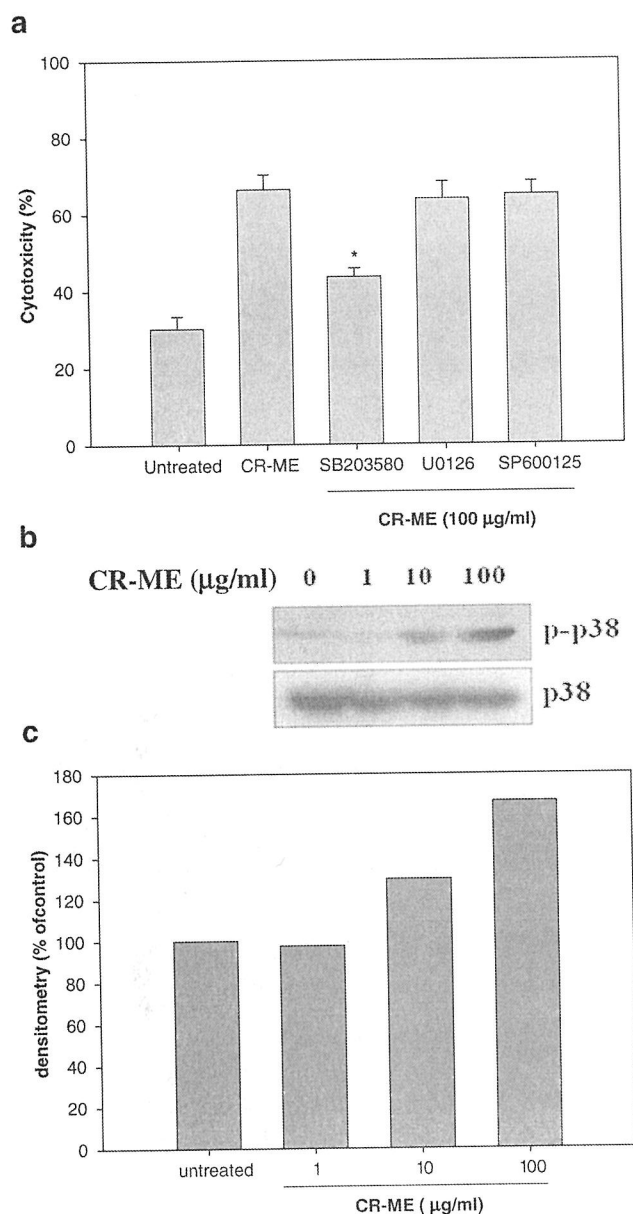 a
100
80
60
40
20
0
Cytotoxicity (%)
*
Untreated CR-ME SB203580 U0126 SP600125
CR-ME (100 μg/ml)
b
CR-ME (μg/ml) 0 1 10 100
p-p38
p38
c
180
160
140
120
100
80
60
40
20
0
densitometry (% ofcontrol)
untreated 1 10 100
CR-ME ( μg/ml)